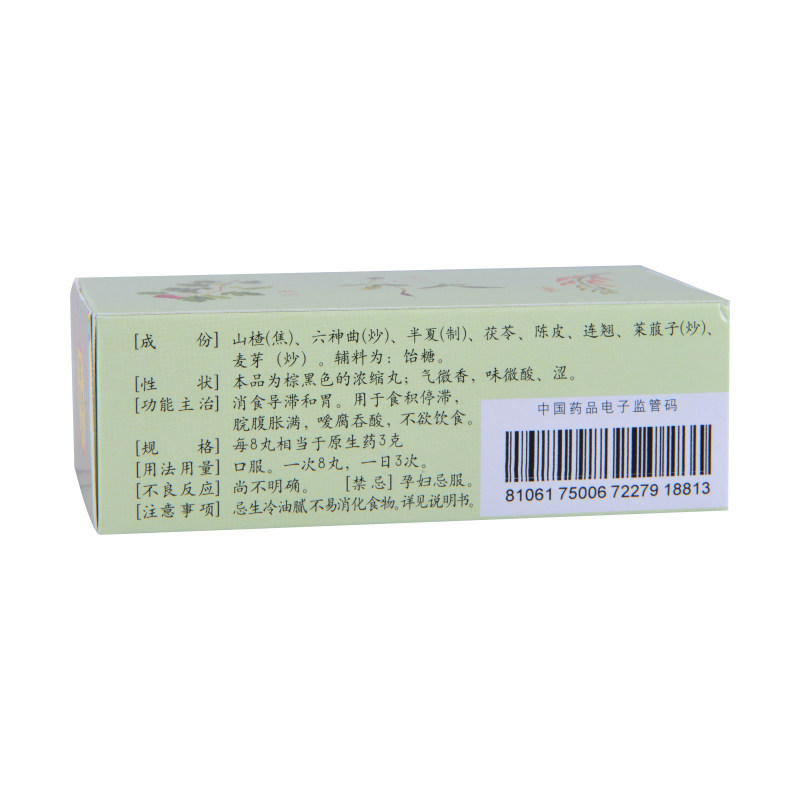 [成　份] 山楂(焦)、六神曲(炒)、半夏(制)、茯苓、陈皮、连翘、莱菔子(炒)、
麦芽（炒）。辅料为：饴糖。
[性　状] 本品为棕黑色的浓缩丸；气微香，味微酸、涩。
[功能主治] 消食导滞和胃。用于食积停滞，
脘腹胀满，嗳腐吞酸，不欲饮食。
[规　格] 每8丸相当于原生药3克
[用法用量] 口服。一次8丸，一日3次。
[不良反应] 尚不明确。 [禁忌]孕妇忌服。
[注意事项] 忌生冷油腻不易消化食物。详见说明书。
中国药品电子监管码
81061 75006 72279 18813